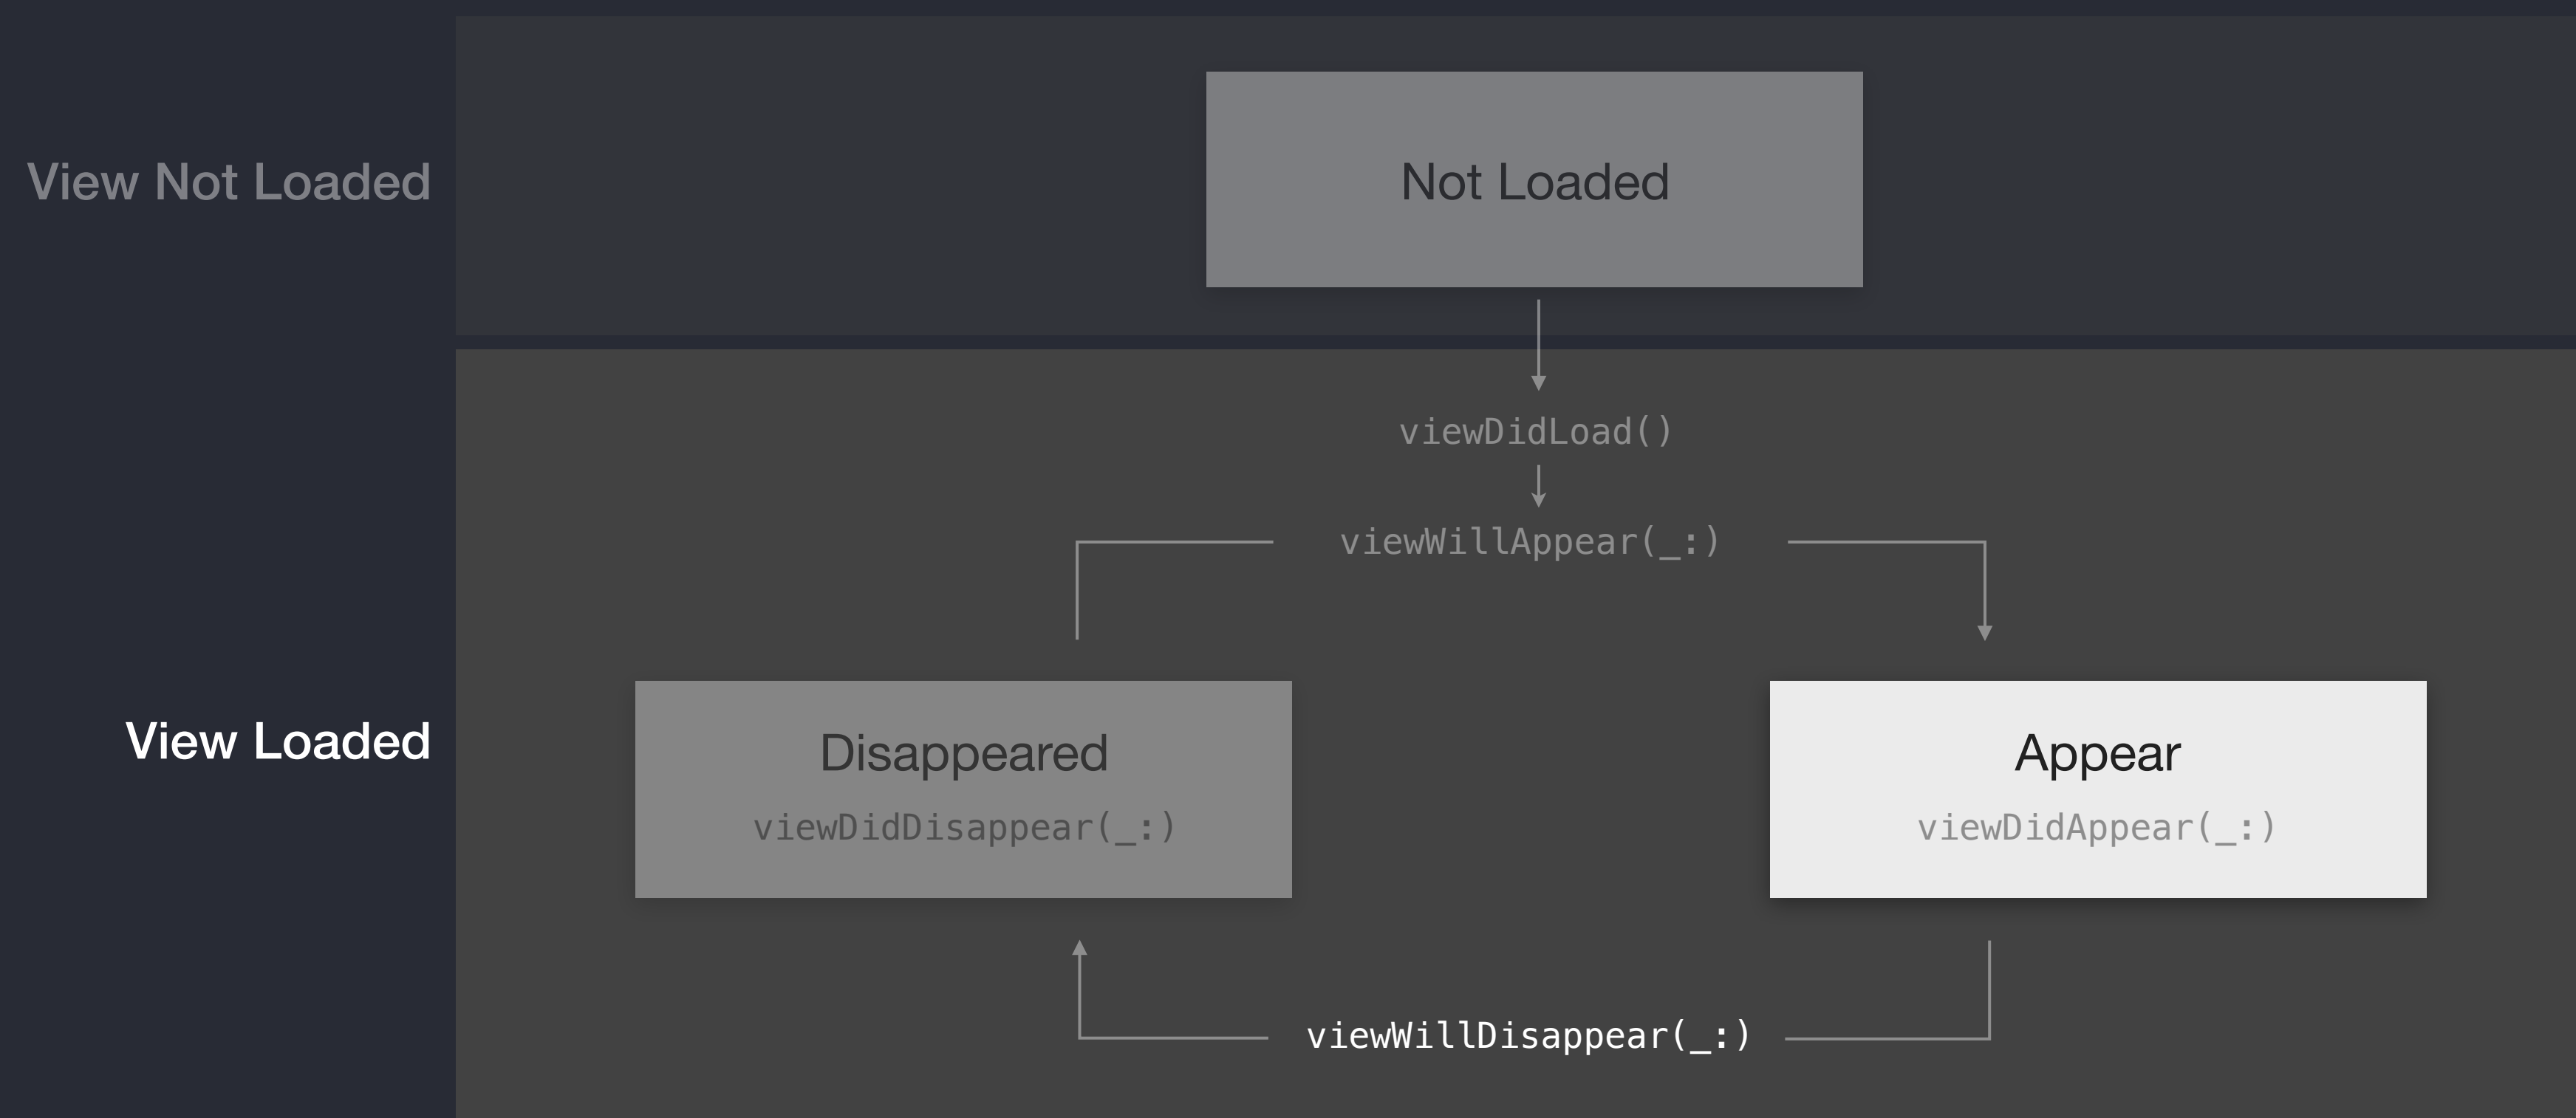 View Not Loaded
Not Loaded
viewDidLoad()
viewWillAppear(_:)
View Loaded
Disappeared
viewDidDisappear(_:)
Appear
viewDidAppear(_:)
viewWillDisappear(_:)